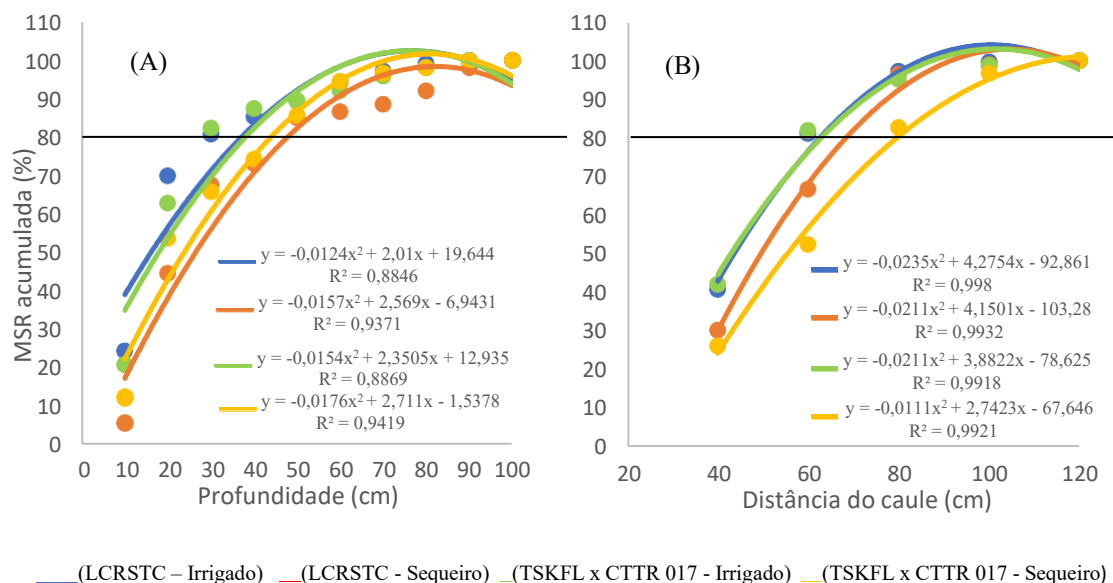 MSR acumulada (%)
110
100
90
80
70
60
50
40
30
20
10
0
(A)
y = -0,0124x² + 2,01x + 19,644
R² = 0,8846
y = -0,0157x² + 2,569x - 6,9431
R² = 0,9371
y = -0,0154x² + 2,3505x + 12,935
R² = 0,8869
y = -0,0176x² + 2,711x - 1,5378
R² = 0,9419
0 10 20 30 40 50 60 70 80 90 100
Profundidade (cm)
110
100
90
80
70
60
50
40
30
20
10
0
(B)
y = -0,0235x² + 4,2754x - 92,861
R² = 0,998
y = -0,0211x² + 4,1501x - 103,28
R² = 0,9932
y = -0,0211x² + 3,8822x - 78,625
R² = 0,9918
y = -0,0111x² + 2,7423x - 67,646
R² = 0,9921
20 40 60 80 100 120
Distância do caule (cm)
(LCRSTC – Irrigado) (LCRSTC - Sequeiro) (TSKFL x CTTR 017 - Irrigado) (TSKFL x CTTR 017 - Sequeiro)